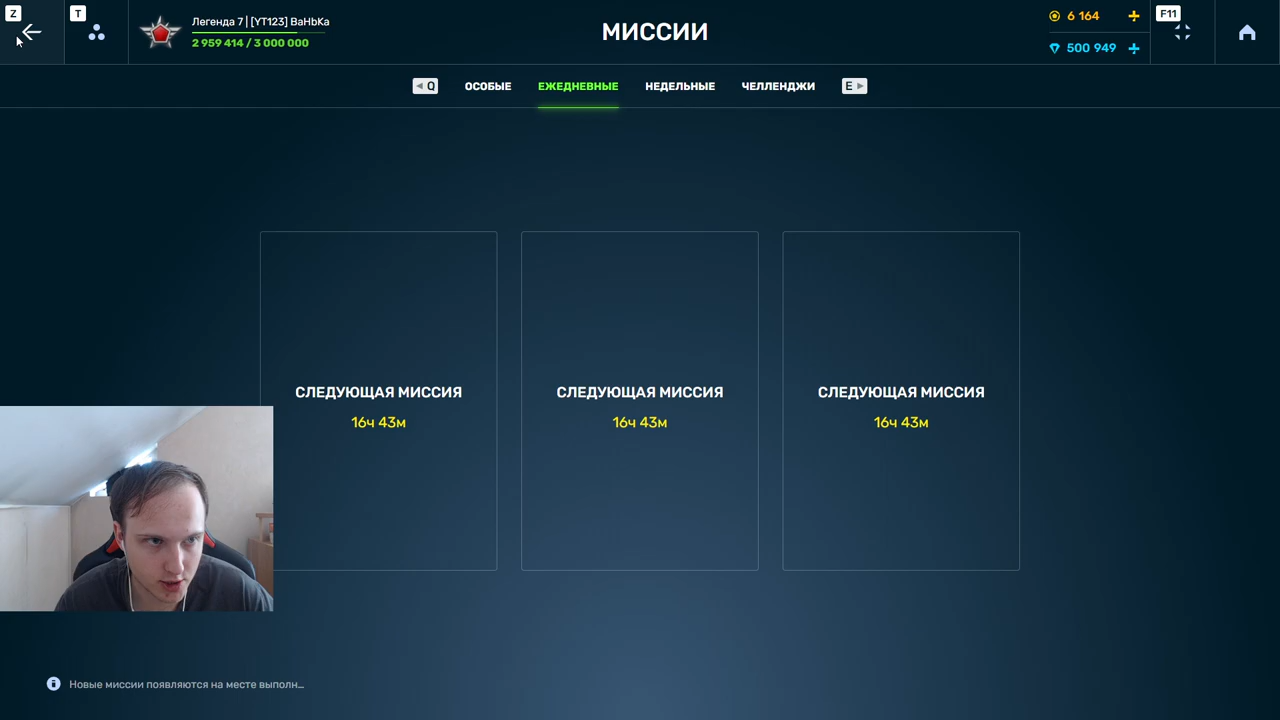 Z
T
Легенда 7 | [YT123] BaHbKa
2 959 414 / 3 000 000
МИССИИ
6 164
500 949
F11
Q
ОСОБЫЕ
ЕЖЕДНЕВНЫЕ
НЕДЕЛЬНЫЕ
ЧЕЛЛЕНДЖИ
E
СЛЕДУЮЩАЯ МИССИЯ
16ч 43м
СЛЕДУЮЩАЯ МИССИЯ
16ч 43м
СЛЕДУЮЩАЯ МИССИЯ
16ч 43м
Новые миссии появляются на месте выполн...